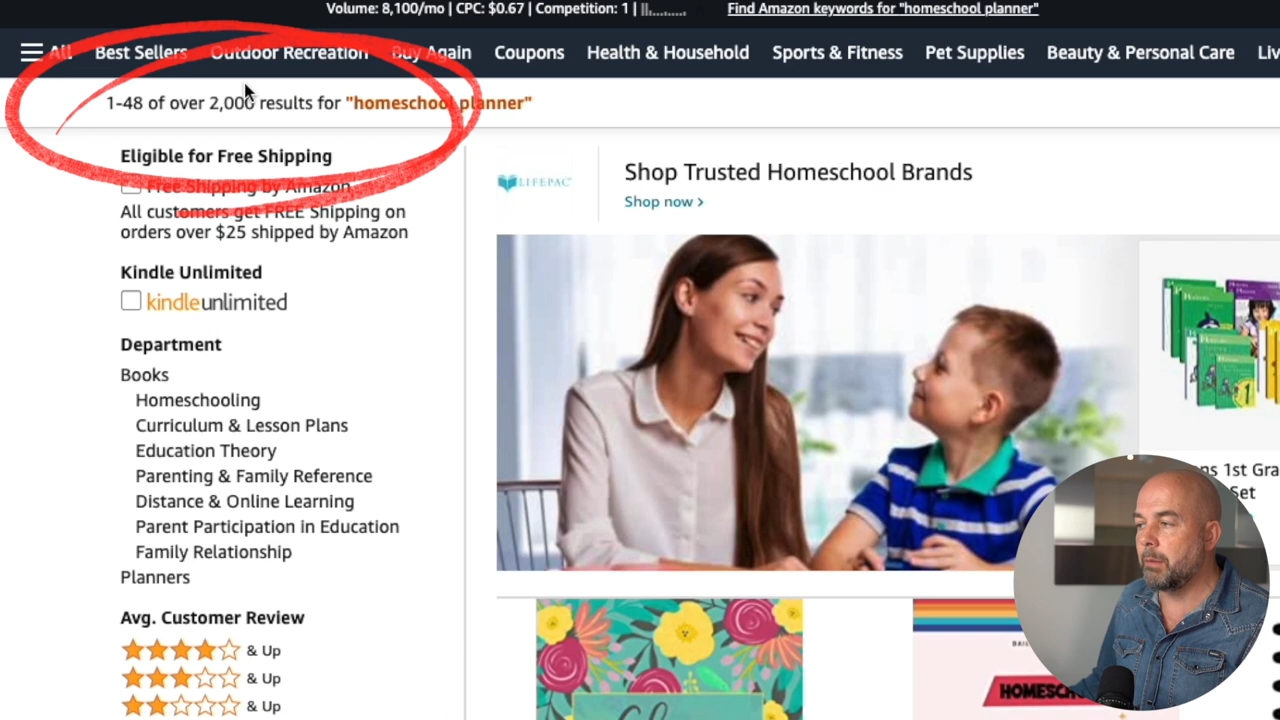 Volume: 8,100/mo | CPC: $0.67 | Competition: 1 |
Find Amazon keywords for "homeschool planner"
All Best Sellers Outdoor Recreation Buy Again Coupons Health & Household Sports & Fitness Pet Supplies Beauty & Personal Care Liv
1-48 of over 2,000 results for "homeschool planner"
Eligible for Free Shipping
Free Shipping by Amazon
All customers get FREE Shipping on
orders over $25 shipped by Amazon
Kindle Unlimited
kindleunlimited
Department
Books
Homeschooling
Curriculum & Lesson Plans
Education Theory
Parenting & Family Reference
Distance & Online Learning
Parent Participation in Education
Family Relationship
Planners
Avg. Customer Review
& Up
& Up
& Up
LIFEPAC
Shop Trusted Homeschool Brands
Shop now ›
ns 1st Gra
Set
HOMESCH